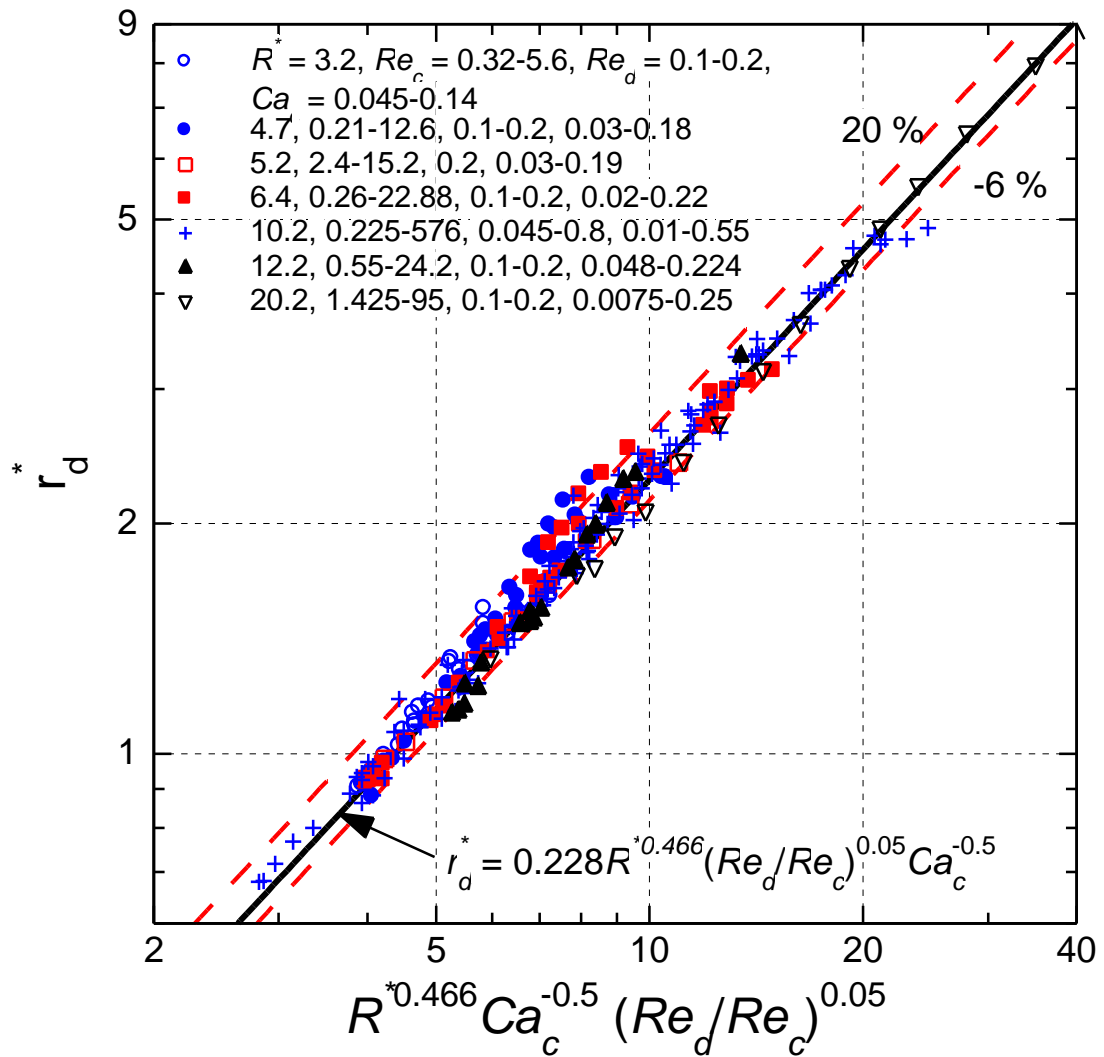 9
5
2
1
r_d^*
R^* = 3.2, Re_c = 0.32-5.6, Re_d = 0.1-0.2,
Ca = 0.045-0.14
4.7, 0.21-12.6, 0.1-0.2, 0.03-0.18
5.2, 2.4-15.2, 0.2, 0.03-0.19
6.4, 0.26-22.88, 0.1-0.2, 0.02-0.22
10.2, 0.225-576, 0.045-0.8, 0.01-0.55
12.2, 0.55-24.2, 0.1-0.2, 0.048-0.224
20.2, 1.425-95, 0.1-0.2, 0.0075-0.25
20 %
-6 %
r_d^* = 0.228R^{*0.466}(Re_d/Re_c)^{0.05}Ca_c^{-0.5}
2 5 10 20 40
R^{*0.466}Ca_c^{-0.5} (Re_d/Re_c)^{0.05}